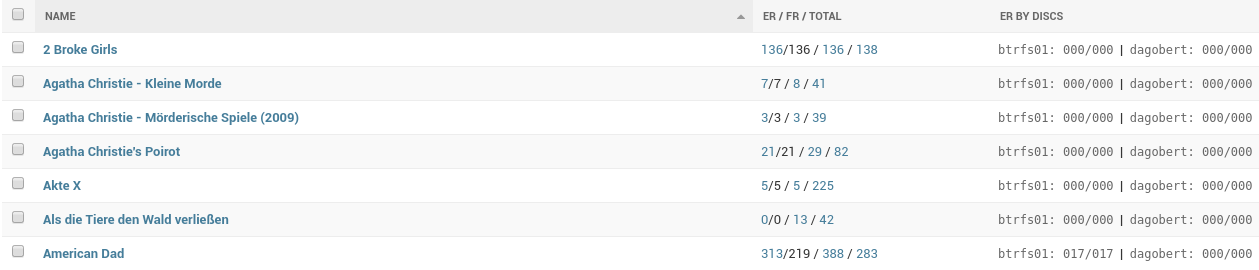 NAME ER / FR / TOTAL ER BY DISCS
2 Broke Girls 136/136 / 136 / 138 btrfs01: 000/000 | dagobert: 000/000
Agatha Christie - Kleine Morde 7/7 / 8 / 41 btrfs01: 000/000 | dagobert: 000/000
Agatha Christie - Mörderische Spiele (2009) 3/3 / 3 / 39 btrfs01: 000/000 | dagobert: 000/000
Agatha Christie's Poirot 21/21 / 29 / 82 btrfs01: 000/000 | dagobert: 000/000
Akte X 5/5 / 5 / 225 btrfs01: 000/000 | dagobert: 000/000
Als die Tiere den Wald verließen 0/0 / 13 / 42 btrfs01: 000/000 | dagobert: 000/000
American Dad 313/219 / 388 / 283 btrfs01: 017/017 | dagobert: 000/000